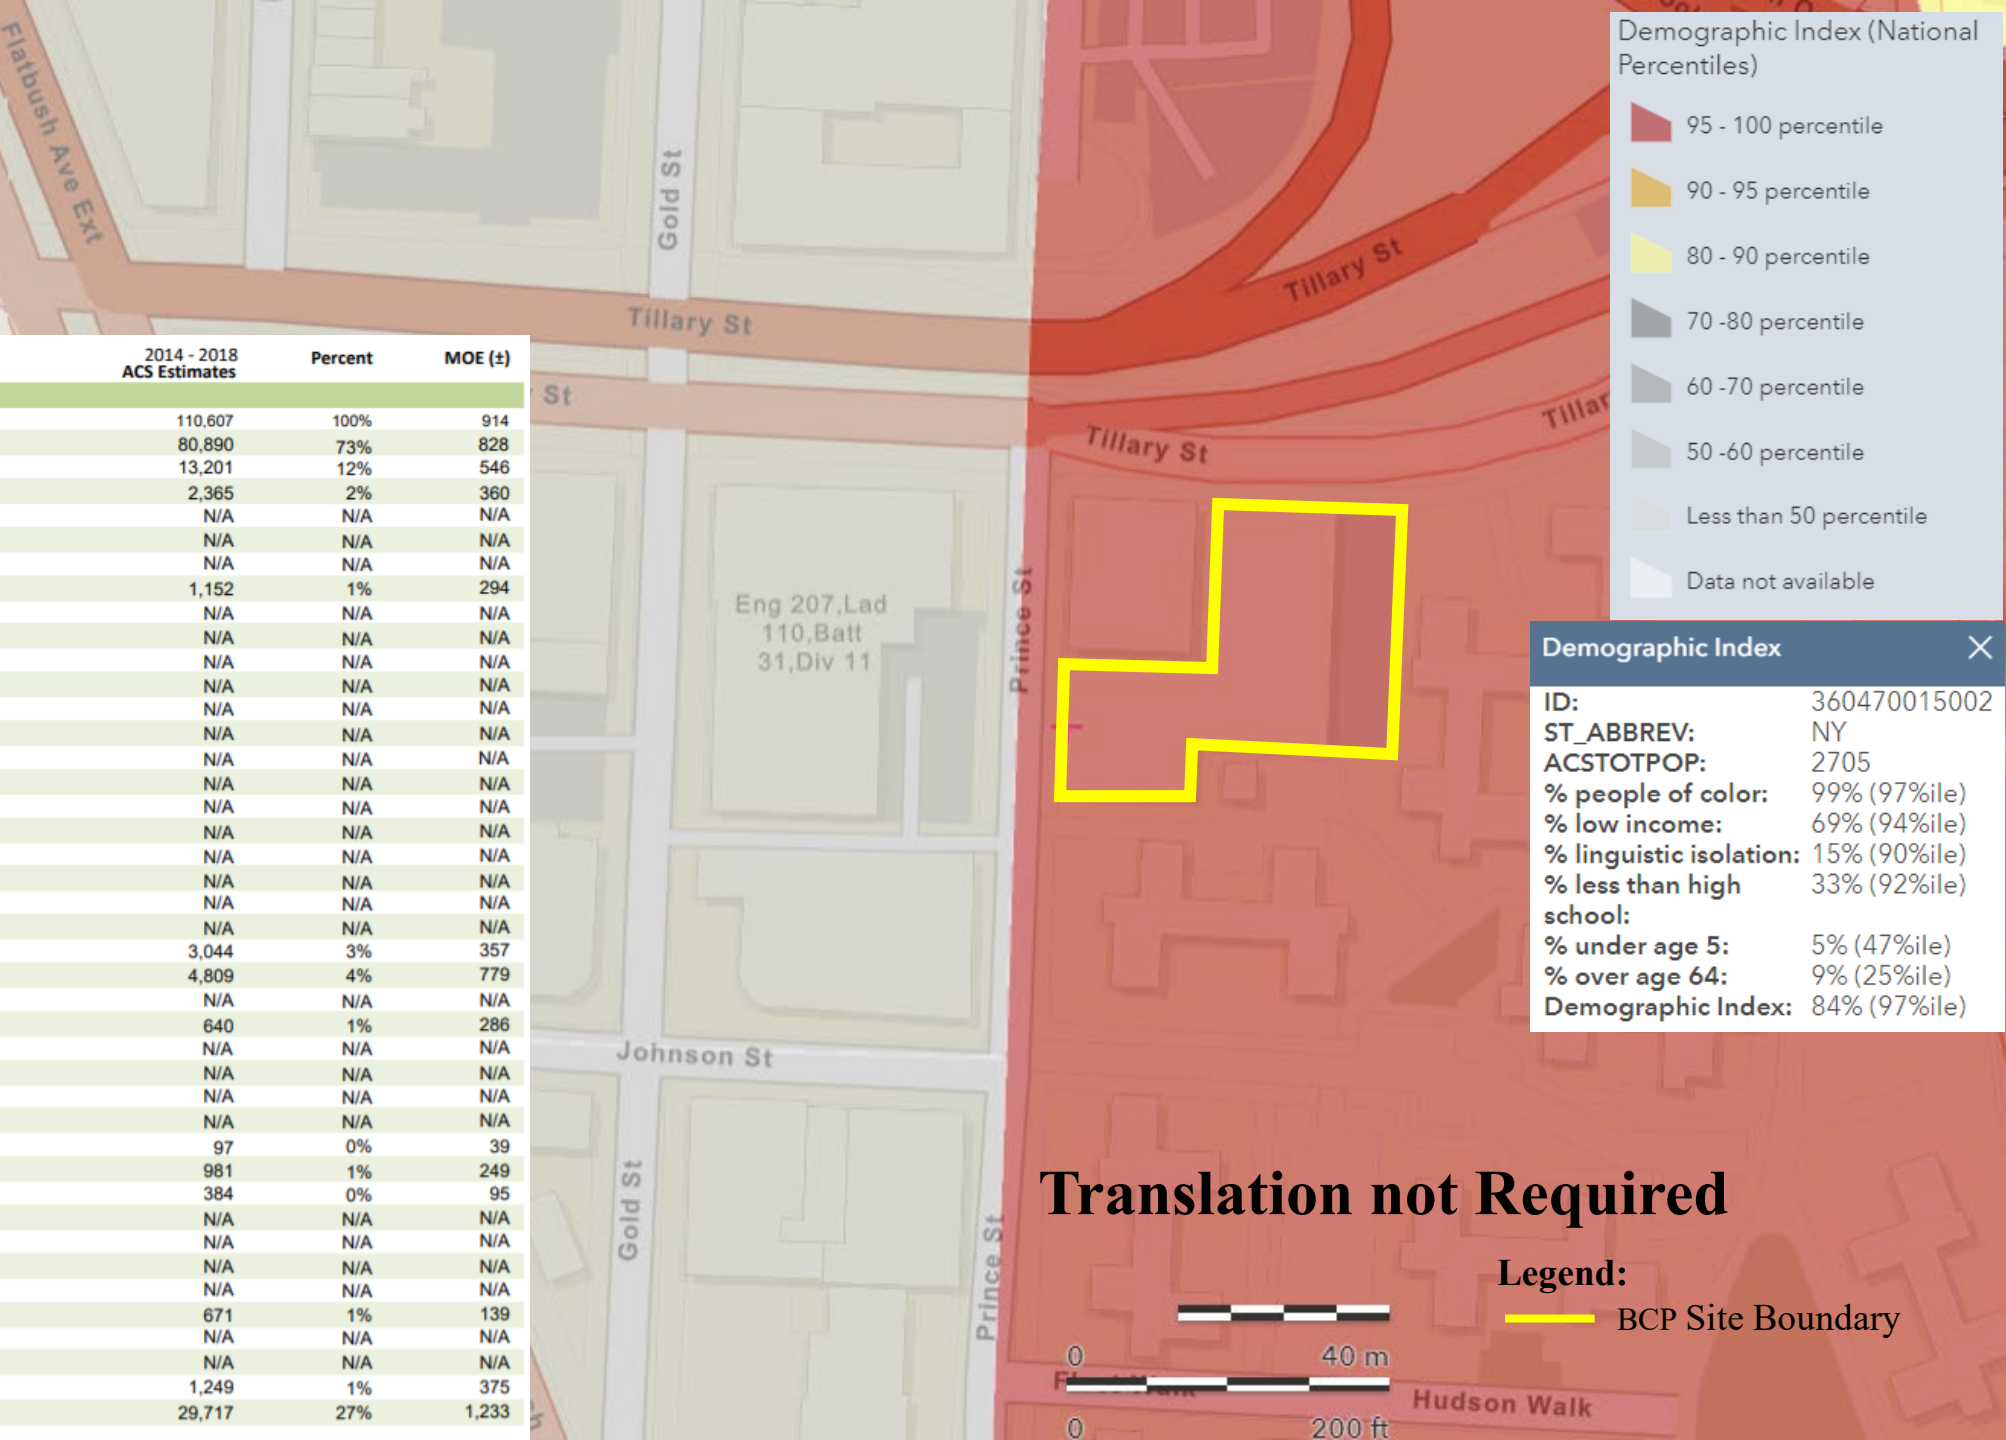 Flatbush Ave Ext
Gold St
Tillary St
Tillary St
St
Tillary St
Tillar
Eng 207,Lad
110,Batt
31,Div 11
Prince St
Johnson St
Gold St
Prince St
Hudson Walk
Demographic Index (National
Percentiles)
95 - 100 percentile
90 - 95 percentile
80 - 90 percentile
70 -80 percentile
60 -70 percentile
50 -60 percentile
Less than 50 percentile
Data not available
2014 - 2018
ACS Estimates Percent MOE (±)
110,607 100% 914
80,890 73% 828
13,201 12% 546
2,365 2% 360
N/A N/A N/A
N/A N/A N/A
N/A N/A N/A
1,152 1% 294
N/A N/A N/A
N/A N/A N/A
N/A N/A N/A
N/A N/A N/A
N/A N/A N/A
N/A N/A N/A
N/A N/A N/A
N/A N/A N/A
N/A N/A N/A
N/A N/A N/A
N/A N/A N/A
N/A N/A N/A
N/A N/A N/A
N/A N/A N/A
3,044 3% 357
4,809 4% 779
N/A N/A N/A
640 1% 286
N/A N/A N/A
N/A N/A N/A
N/A N/A N/A
N/A N/A N/A
97 0% 39
981 1% 249
384 0% 95
N/A N/A N/A
N/A N/A N/A
N/A N/A N/A
N/A N/A N/A
671 1% 139
N/A N/A N/A
N/A N/A N/A
1,249 1% 375
29,717 27% 1,233
Demographic Index
ID: 360470015002
ST_ABBREV: NY
ACSTOTPOP: 2705
% people of color: 99% (97%ile)
% low income: 69% (94%ile)
% linguistic isolation: 15% (90%ile)
% less than high 33% (92%ile)
school:
% under age 5: 5% (47%ile)
% over age 64: 9% (25%ile)
Demographic Index: 84% (97%ile)
Translation not Required
Legend:
BCP Site Boundary
0 40 m
0 200 ft